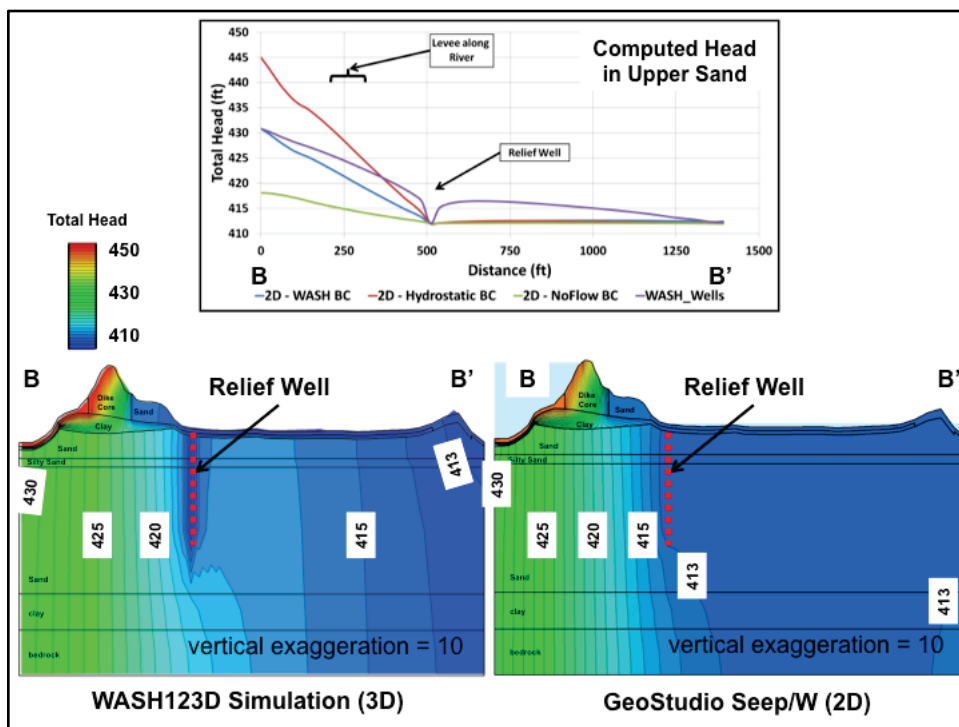 450
445
440
435
430
425
420
415
410
Total Head (ft)
Levee along
River
Computed Head
in Upper Sand
Relief Well
0
250
500
750
1000
1250
1500
B
Distance (ft)
B’
2D - WASH BC
2D - Hydrostatic BC
2D - NoFlow BC
WASH_Wells
Total Head
450
430
410
B
B’
Relief Well
Dike
Core
Sand
Clay
Sand
Silty Sand
430
425
420
415
413
Sand
clay
bedrock
vertical exaggeration = 10
WASH123D Simulation (3D)
B
B’
Relief Well
Dike
Core
Sand
Clay
Sand
Silty Sand
430
425
420
415
413
413
Sand
clay
bedrock
vertical exaggeration = 10
GeoStudio Seep/W (2D)